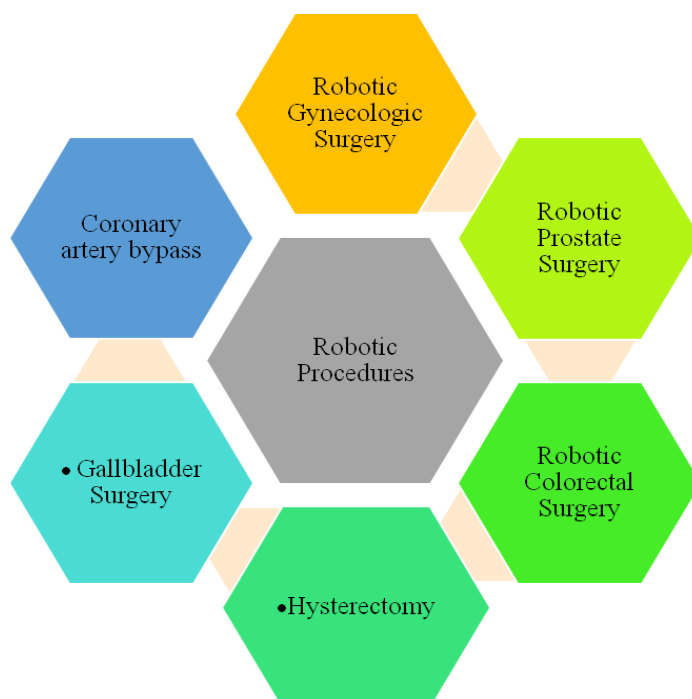 Robotic
Gynecologic
Surgery
Coronary
artery bypass
Robotic
Prostate
Surgery
Robotic
Procedures
• Gallbladder
Surgery
Robotic
Colorectal
Surgery
•Hysterectomy